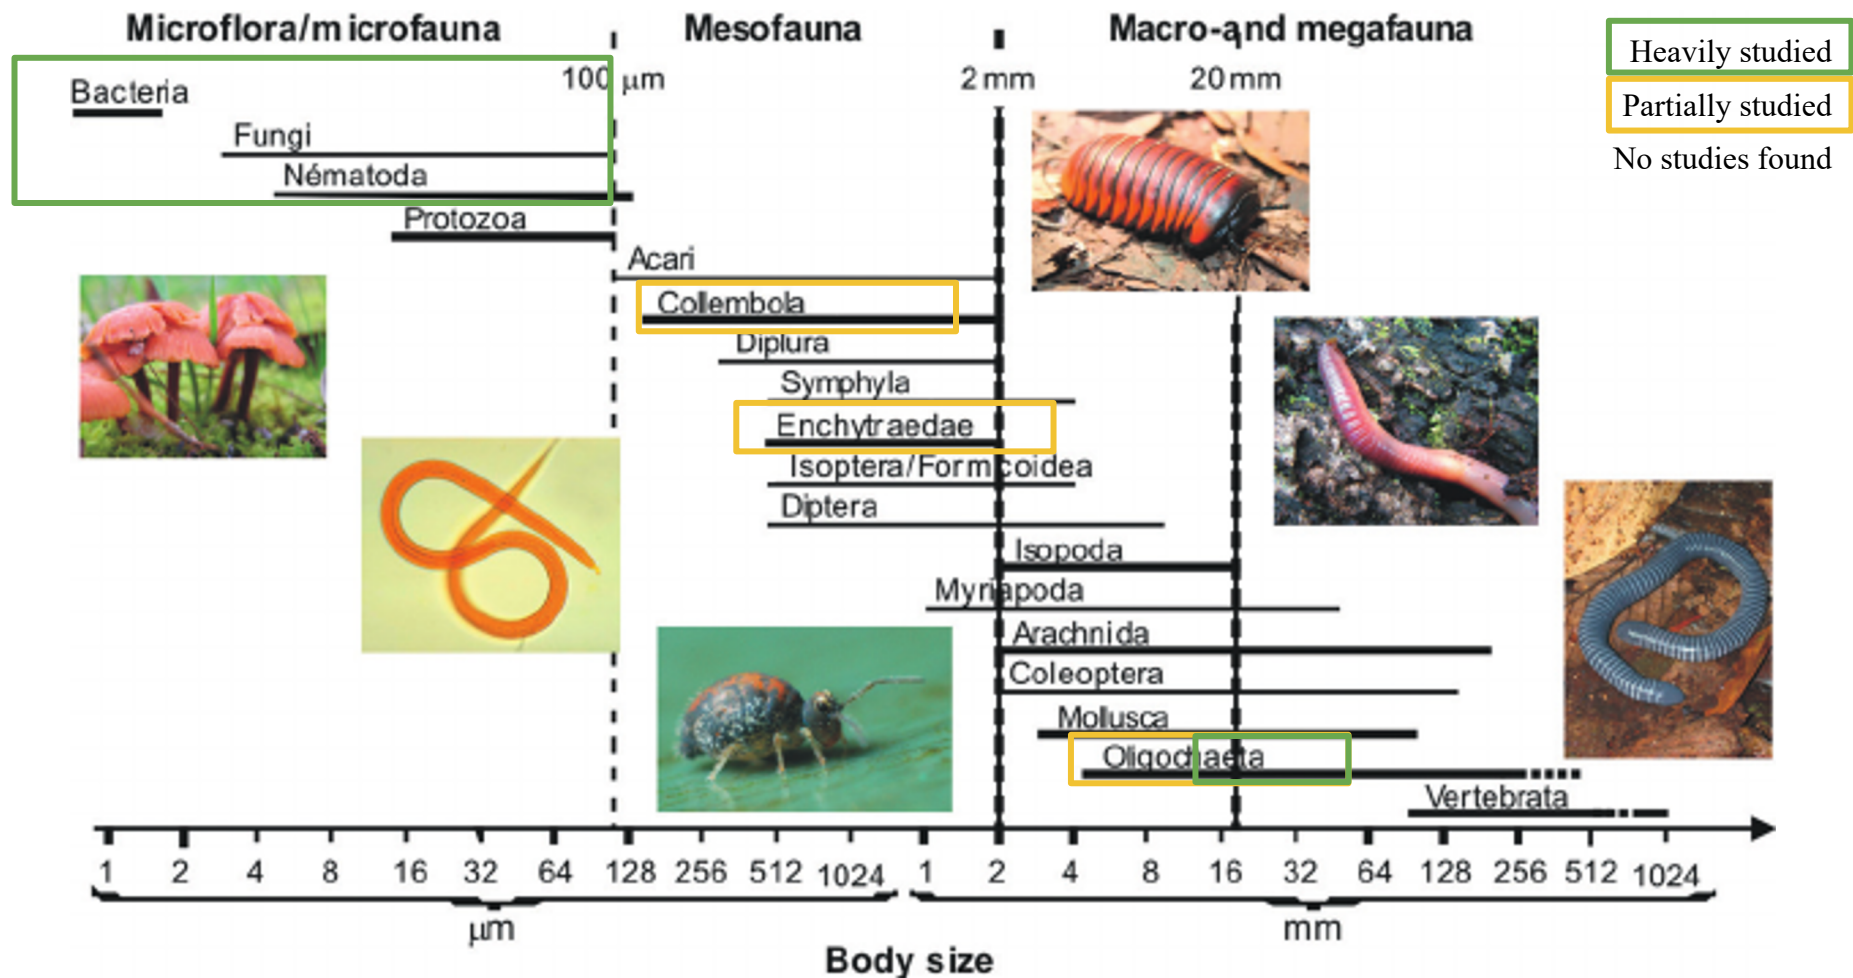 Microflora/microfauna
Mesofauna
Macro-and megafauna
Heavily studied
Partially studied
No studies found
100 µm
2 mm
20 mm
Bacteria
Fungi
Nématoda
Protozoa
Acari
Collembola
Diplura
Symphyla
Enchytraedae
Isoptera/Formicoidea
Diptera
Isopoda
Myriapoda
Arachnida
Coleoptera
Mollusca
Oligochaeta
Vertebrata
1 2 4 8 16 32 64 128 256 512 1024 1 2 4 8 16 32 64 128 256 512 1024
µm
mm
Body size